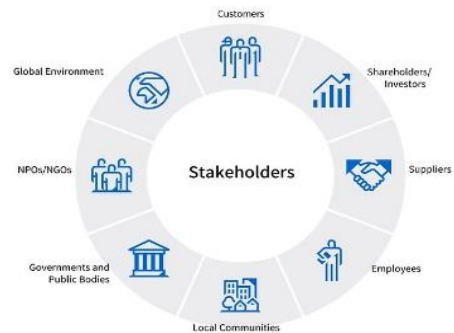 Customers
Global Environment
Shareholders/
Investors
NPOs/NGOs
Stakeholders
Suppliers
Governments and
Public Bodies
Employees
Local Communities